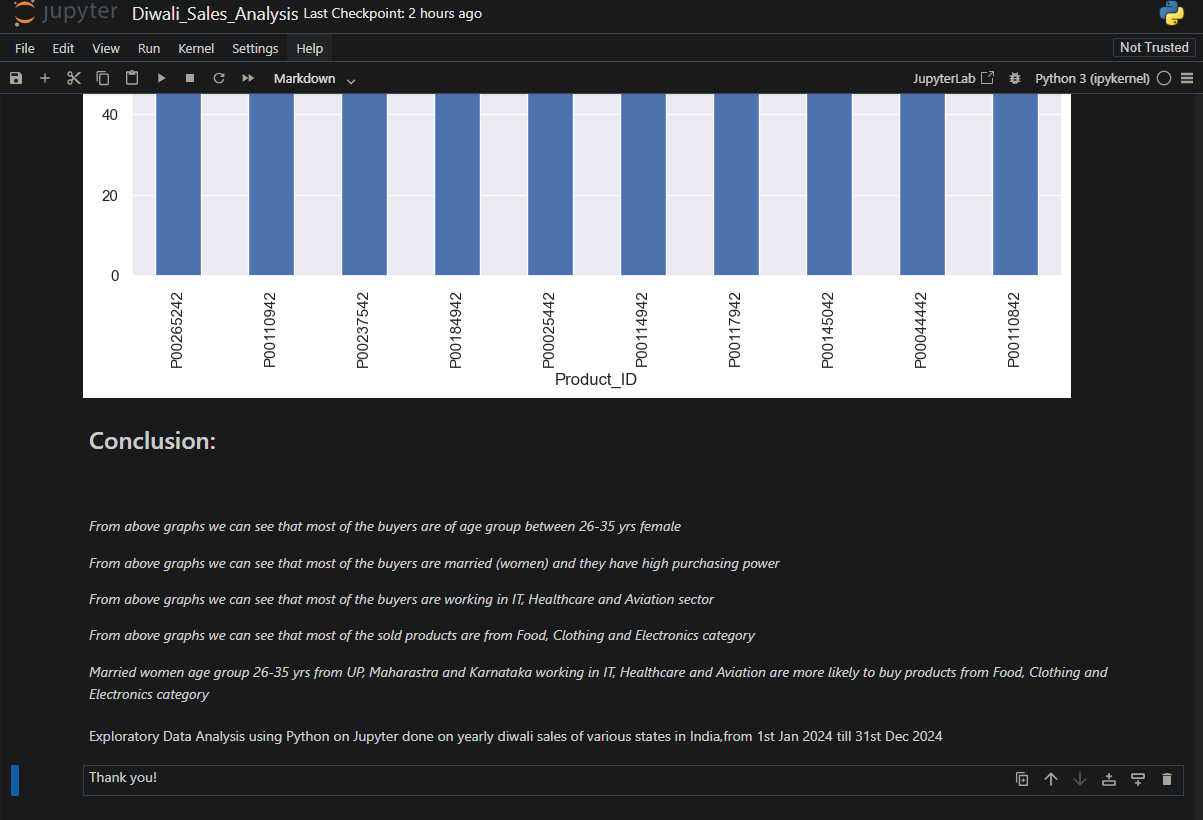 jupyter Diwali_Sales_Analysis Last Checkpoint: 2 hours ago
File Edit View Run Kernel Settings Help Not Trusted
Markdown JupyterLab Python 3 (ipykernel)
40
20
0
P00265242 P00110942 P00237542 P00184942 P00025442 P00114942 P00117942 P00145042 P00044442 P00110842
Product_ID
Conclusion:
From above graphs we can see that most of the buyers are of age group between 26-35 yrs female
From above graphs we can see that most of the buyers are married (women) and they have high purchasing power
From above graphs we can see that most of the buyers are working in IT, Healthcare and Aviation sector
From above graphs we can see that most of the sold products are from Food, Clothing and Electronics category
Married women age group 26-35 yrs from UP, Maharastra and Karnataka working in IT, Healthcare and Aviation are more likely to buy products from Food, Clothing and
Electronics category
Exploratory Data Analysis using Python on Jupyter done on yearly diwali sales of various states in India,from 1st Jan 2024 till 31st Dec 2024
Thank you!